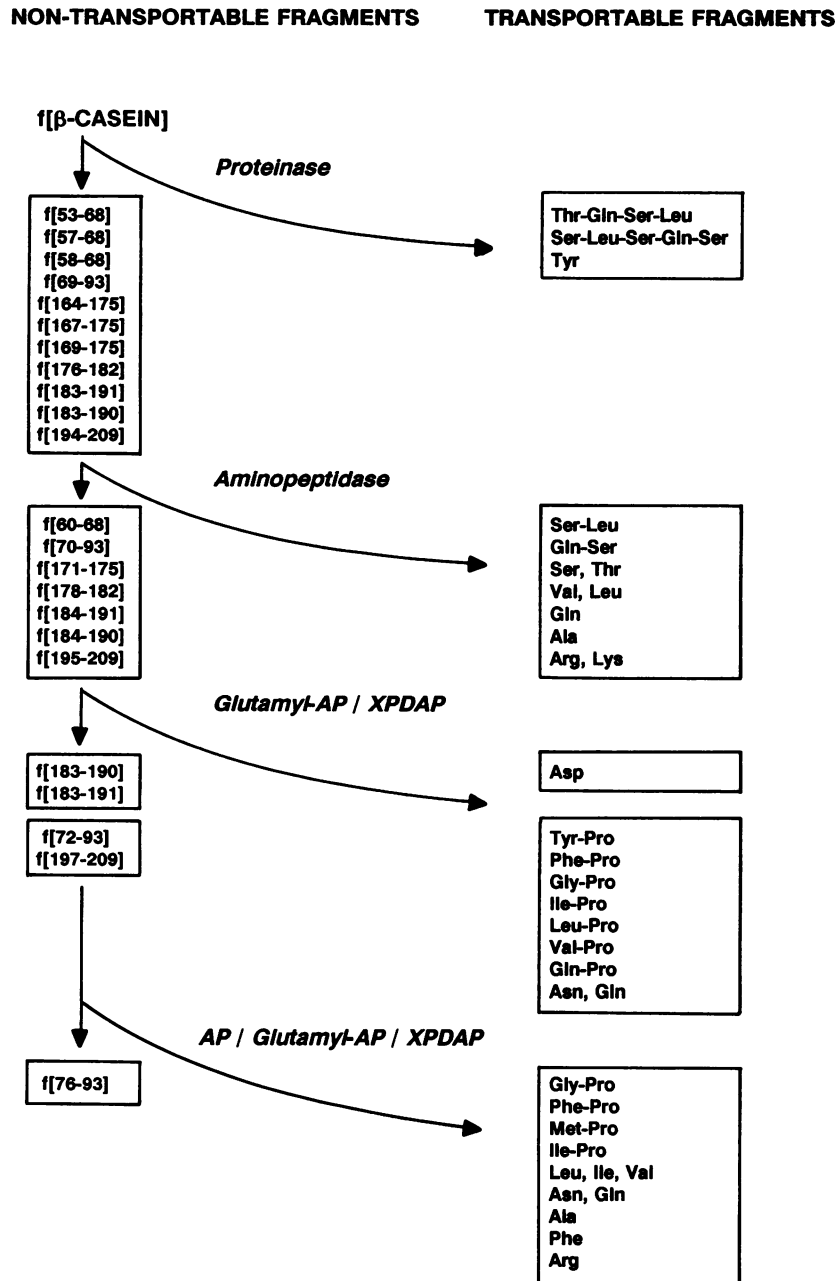 NON-TRANSPORTABLE FRAGMENTS
TRANSPORTABLE FRAGMENTS
f[β-CASEIN]
Proteinase
f[53-68]
f[57-68]
f[58-68]
f[69-93]
f[164-175]
f[167-175]
f[169-175]
f[176-182]
f[183-191]
f[183-190]
f[194-209]
Thr-Gln-Ser-Leu
Ser-Leu-Ser-Gln-Ser
Tyr
Aminopeptidase
f[60-68]
f[70-93]
f[171-175]
f[178-182]
f[184-191]
f[184-190]
f[195-209]
Ser-Leu
Gln-Ser
Ser, Thr
Val, Leu
Gln
Ala
Arg, Lys
Glutamyl-AP / XPDAP
f[183-190]
f[183-191]
Asp
f[72-93]
f[197-209]
Tyr-Pro
Phe-Pro
Gly-Pro
Ile-Pro
Leu-Pro
Val-Pro
Gln-Pro
Asn, Gln
AP / Glutamyl-AP / XPDAP
f[76-93]
Gly-Pro
Phe-Pro
Met-Pro
Ile-Pro
Leu, Ile, Val
Asn, Gln
Ala
Phe
Arg